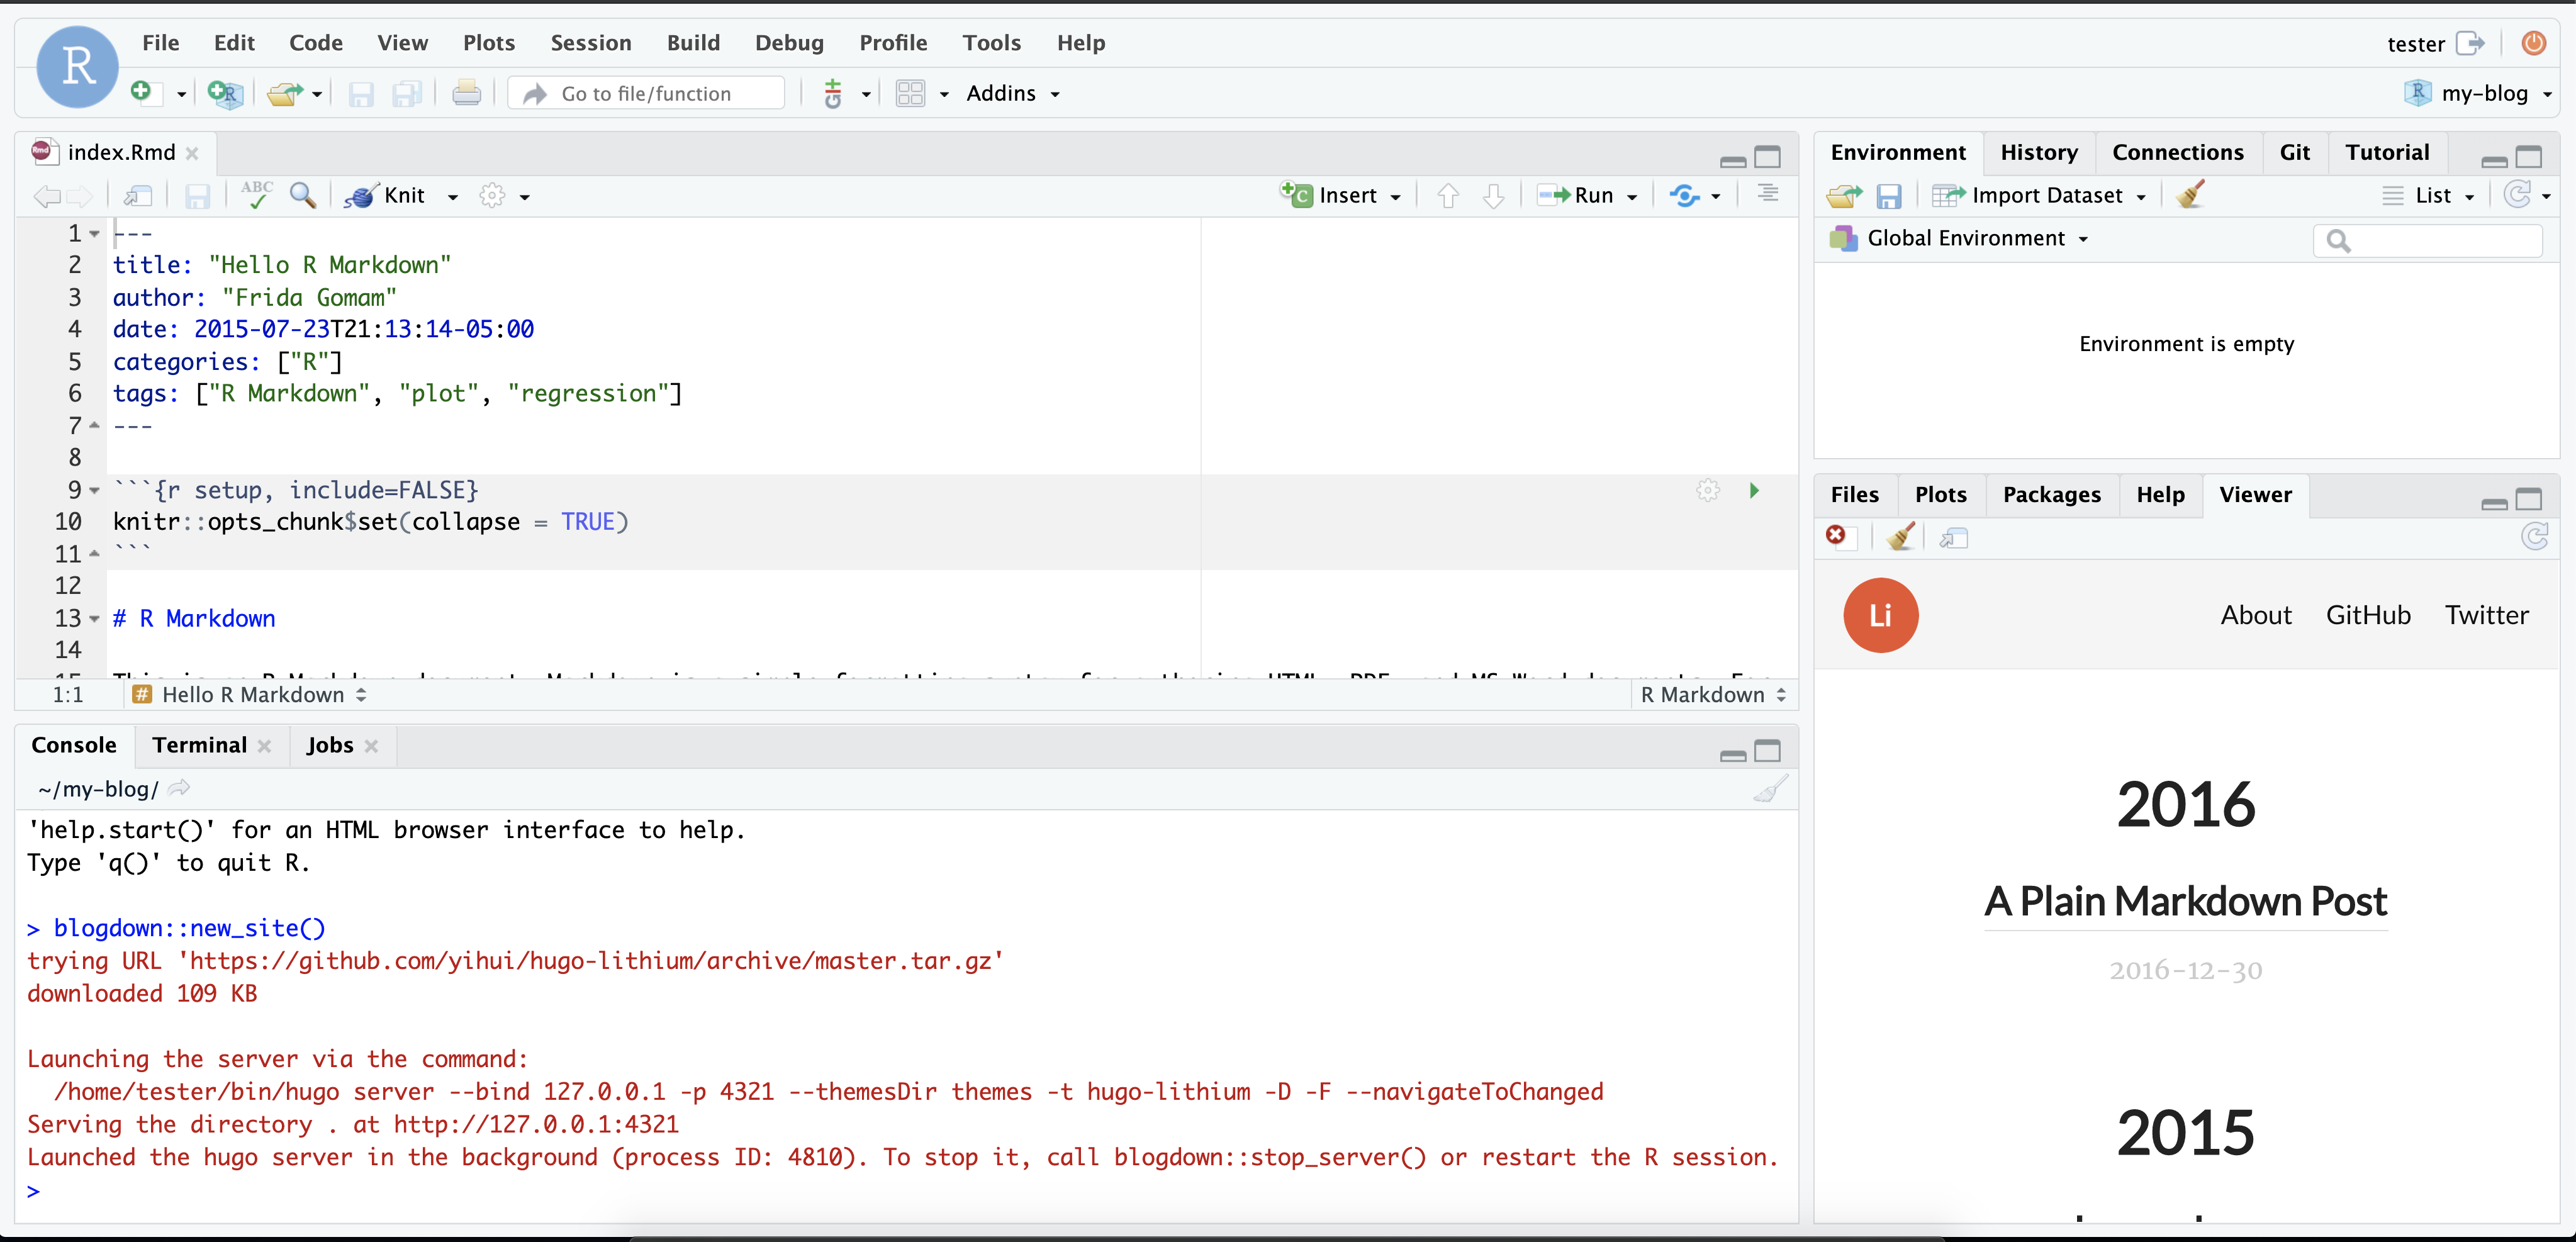 R
File Edit Code View Plots Session Build Debug Profile Tools Help
tester
Go to file/function
Addins
my-blog
index.Rmd
ABC
Knit
Insert
Run
1 ---
2 title: "Hello R Markdown"
3 author: "Frida Gomam"
4 date: 2015-07-23T21:13:14-05:00
5 categories: ["R"]
6 tags: ["R Markdown", "plot", "regression"]
7 ---
8
9 ```{r setup, include=FALSE}
10 knitr::opts_chunk$set(collapse = TRUE)
11 ```
12
13 # R Markdown
14
1:1 # Hello R Markdown
R Markdown
Console Terminal Jobs
~/my-blog/
'help.start()' for an HTML browser interface to help.
Type 'q()' to quit R.
> blogdown::new_site()
trying URL 'https://github.com/yihui/hugo-lithium/archive/master.tar.gz'
downloaded 109 KB
Launching the server via the command:
/home/tester/bin/hugo server --bind 127.0.0.1 -p 4321 --themesDir themes -t hugo-lithium -D -F --navigateToChanged
Serving the directory . at http://127.0.0.1:4321
Launched the hugo server in the background (process ID: 4810). To stop it, call blogdown::stop_server() or restart the R session.
>
Environment History Connections Git Tutorial
Import Dataset
List
Global Environment
Environment is empty
Files Plots Packages Help Viewer
Li
About GitHub Twitter
2016
A Plain Markdown Post
2016-12-30
2015